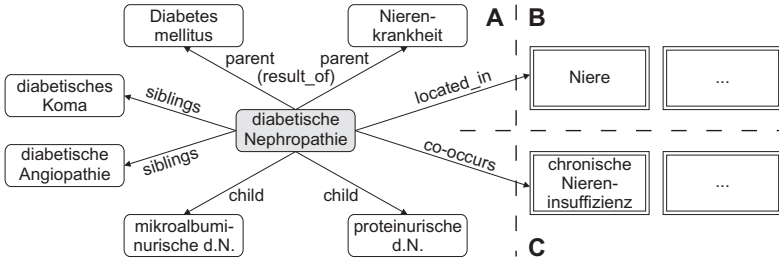 Diabetes
mellitus
Nieren-
krankheit
A
B
parent
(result_of)
parent
diabetisches
Koma
siblings
located_in
Niere
...
diabetische
Nephropathie
diabetische
Angiopathie
siblings
co-occurs
chronische
Nieren-
insuffizienz
...
child
child
mikroalbumi-
nurische d.N.
proteinurische
d.N.
C